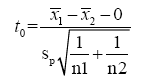 t₀ = (x̄₁ − x̄₂ − 0) / (sₚ √(1/n1 + 1/n2))